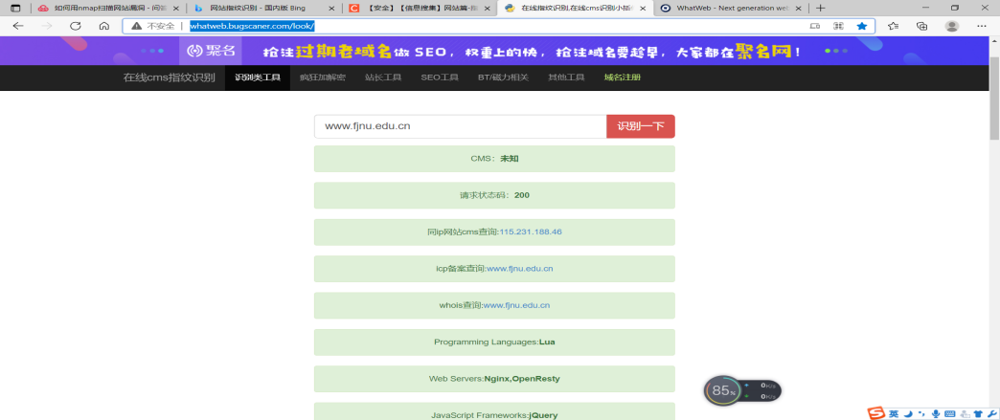 如何用nmap扫描网站漏洞 - 问答
网站指纹识别 - 国内版 Bing
【安全】【信息搜集】网站篇-指
在线指纹识别,在线cms识别小插
WhatWeb - Next generation web
不安全 | whatweb.bugscaner.com/look/
聚名 抢注过期老域名做 SEO，权重上的快，抢注域名要趁早，大家都在聚名网！
在线cms指纹识别 识别类工具 疯狂加解密 站长工具 SEO工具 BT/磁力相关 其他工具 域名注册
www.fjnu.edu.cn 识别一下
CMS：未知
请求状态码：200
同ip网站cms查询:115.231.188.46
icp备案查询:www.fjnu.edu.cn
whois查询:www.fjnu.edu.cn
Programming Languages:Lua
Web Servers:Nginx,OpenResty
85% 0K/s
0K/s
JavaScript Frameworks:jQuery
英